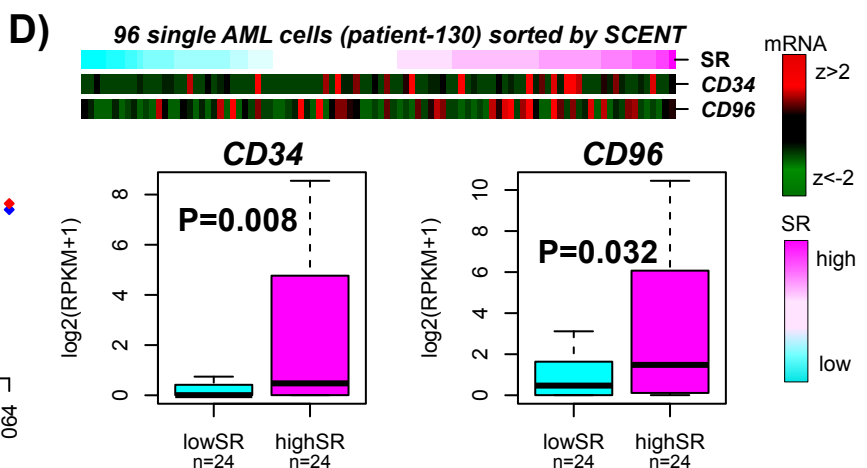 D)
96 single AML cells (patient-130) sorted by SCENT
SR
CD34
CD96
mRNA
z>2
z<-2
SR
high
low
CD34
P=0.008
log2(RPKM+1)
8
6
4
2
0
lowSR
n=24
highSR
n=24
CD96
P=0.032
log2(RPKM+1)
10
8
6
4
2
0
lowSR
n=24
highSR
n=24
064